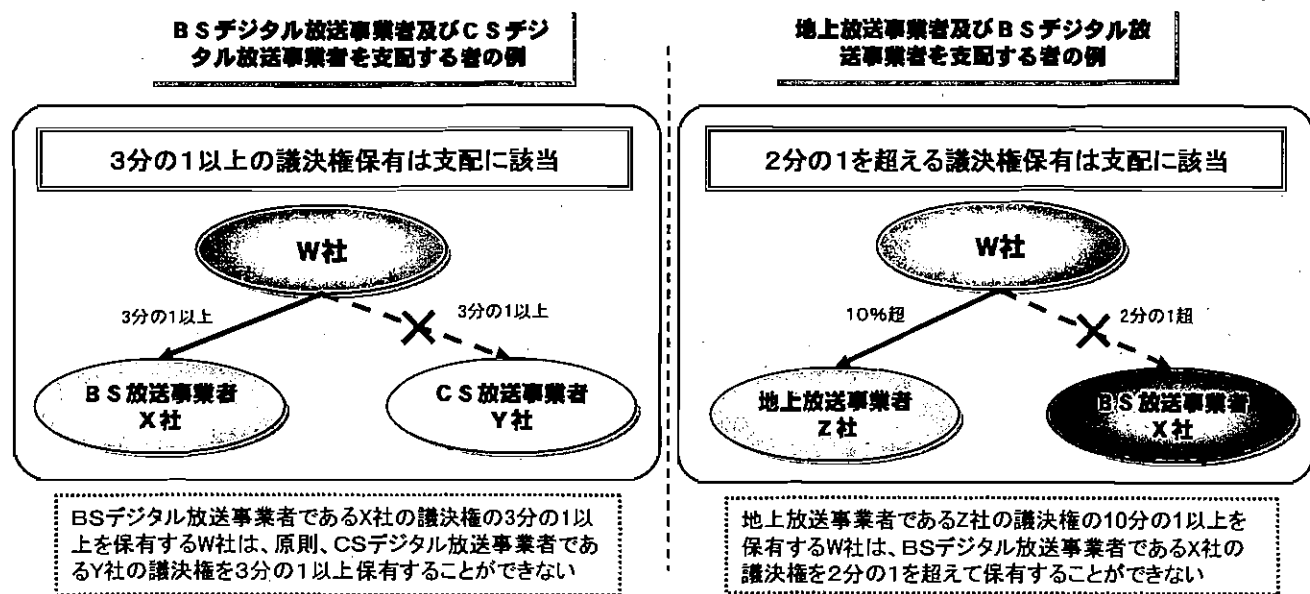 BSデジタル放送事業者及びCSデジ
タル放送事業者を支配する者の例
3分の1以上の議決権保有は支配に該当
W社
3分の1以上
3分の1以上
BS放送事業者
X社
CS放送事業者
Y社
BSデジタル放送事業者であるX社の議決権の3分の1以
上を保有するW社は、原則、CSデジタル放送事業者であ
るY社の議決権を3分の1以上保有することができない
地上放送事業者及びBSデジタル放
送事業者を支配する者の例
2分の1を超える議決権保有は支配に該当
W社
10%超
2分の1超
地上放送事業者
Z社
BS放送事業者
X社
地上放送事業者であるZ社の議決権の10分の1以上を
保有するW社は、BSデジタル放送事業者であるX社の
議決権を2分の1を超えて保有することができない